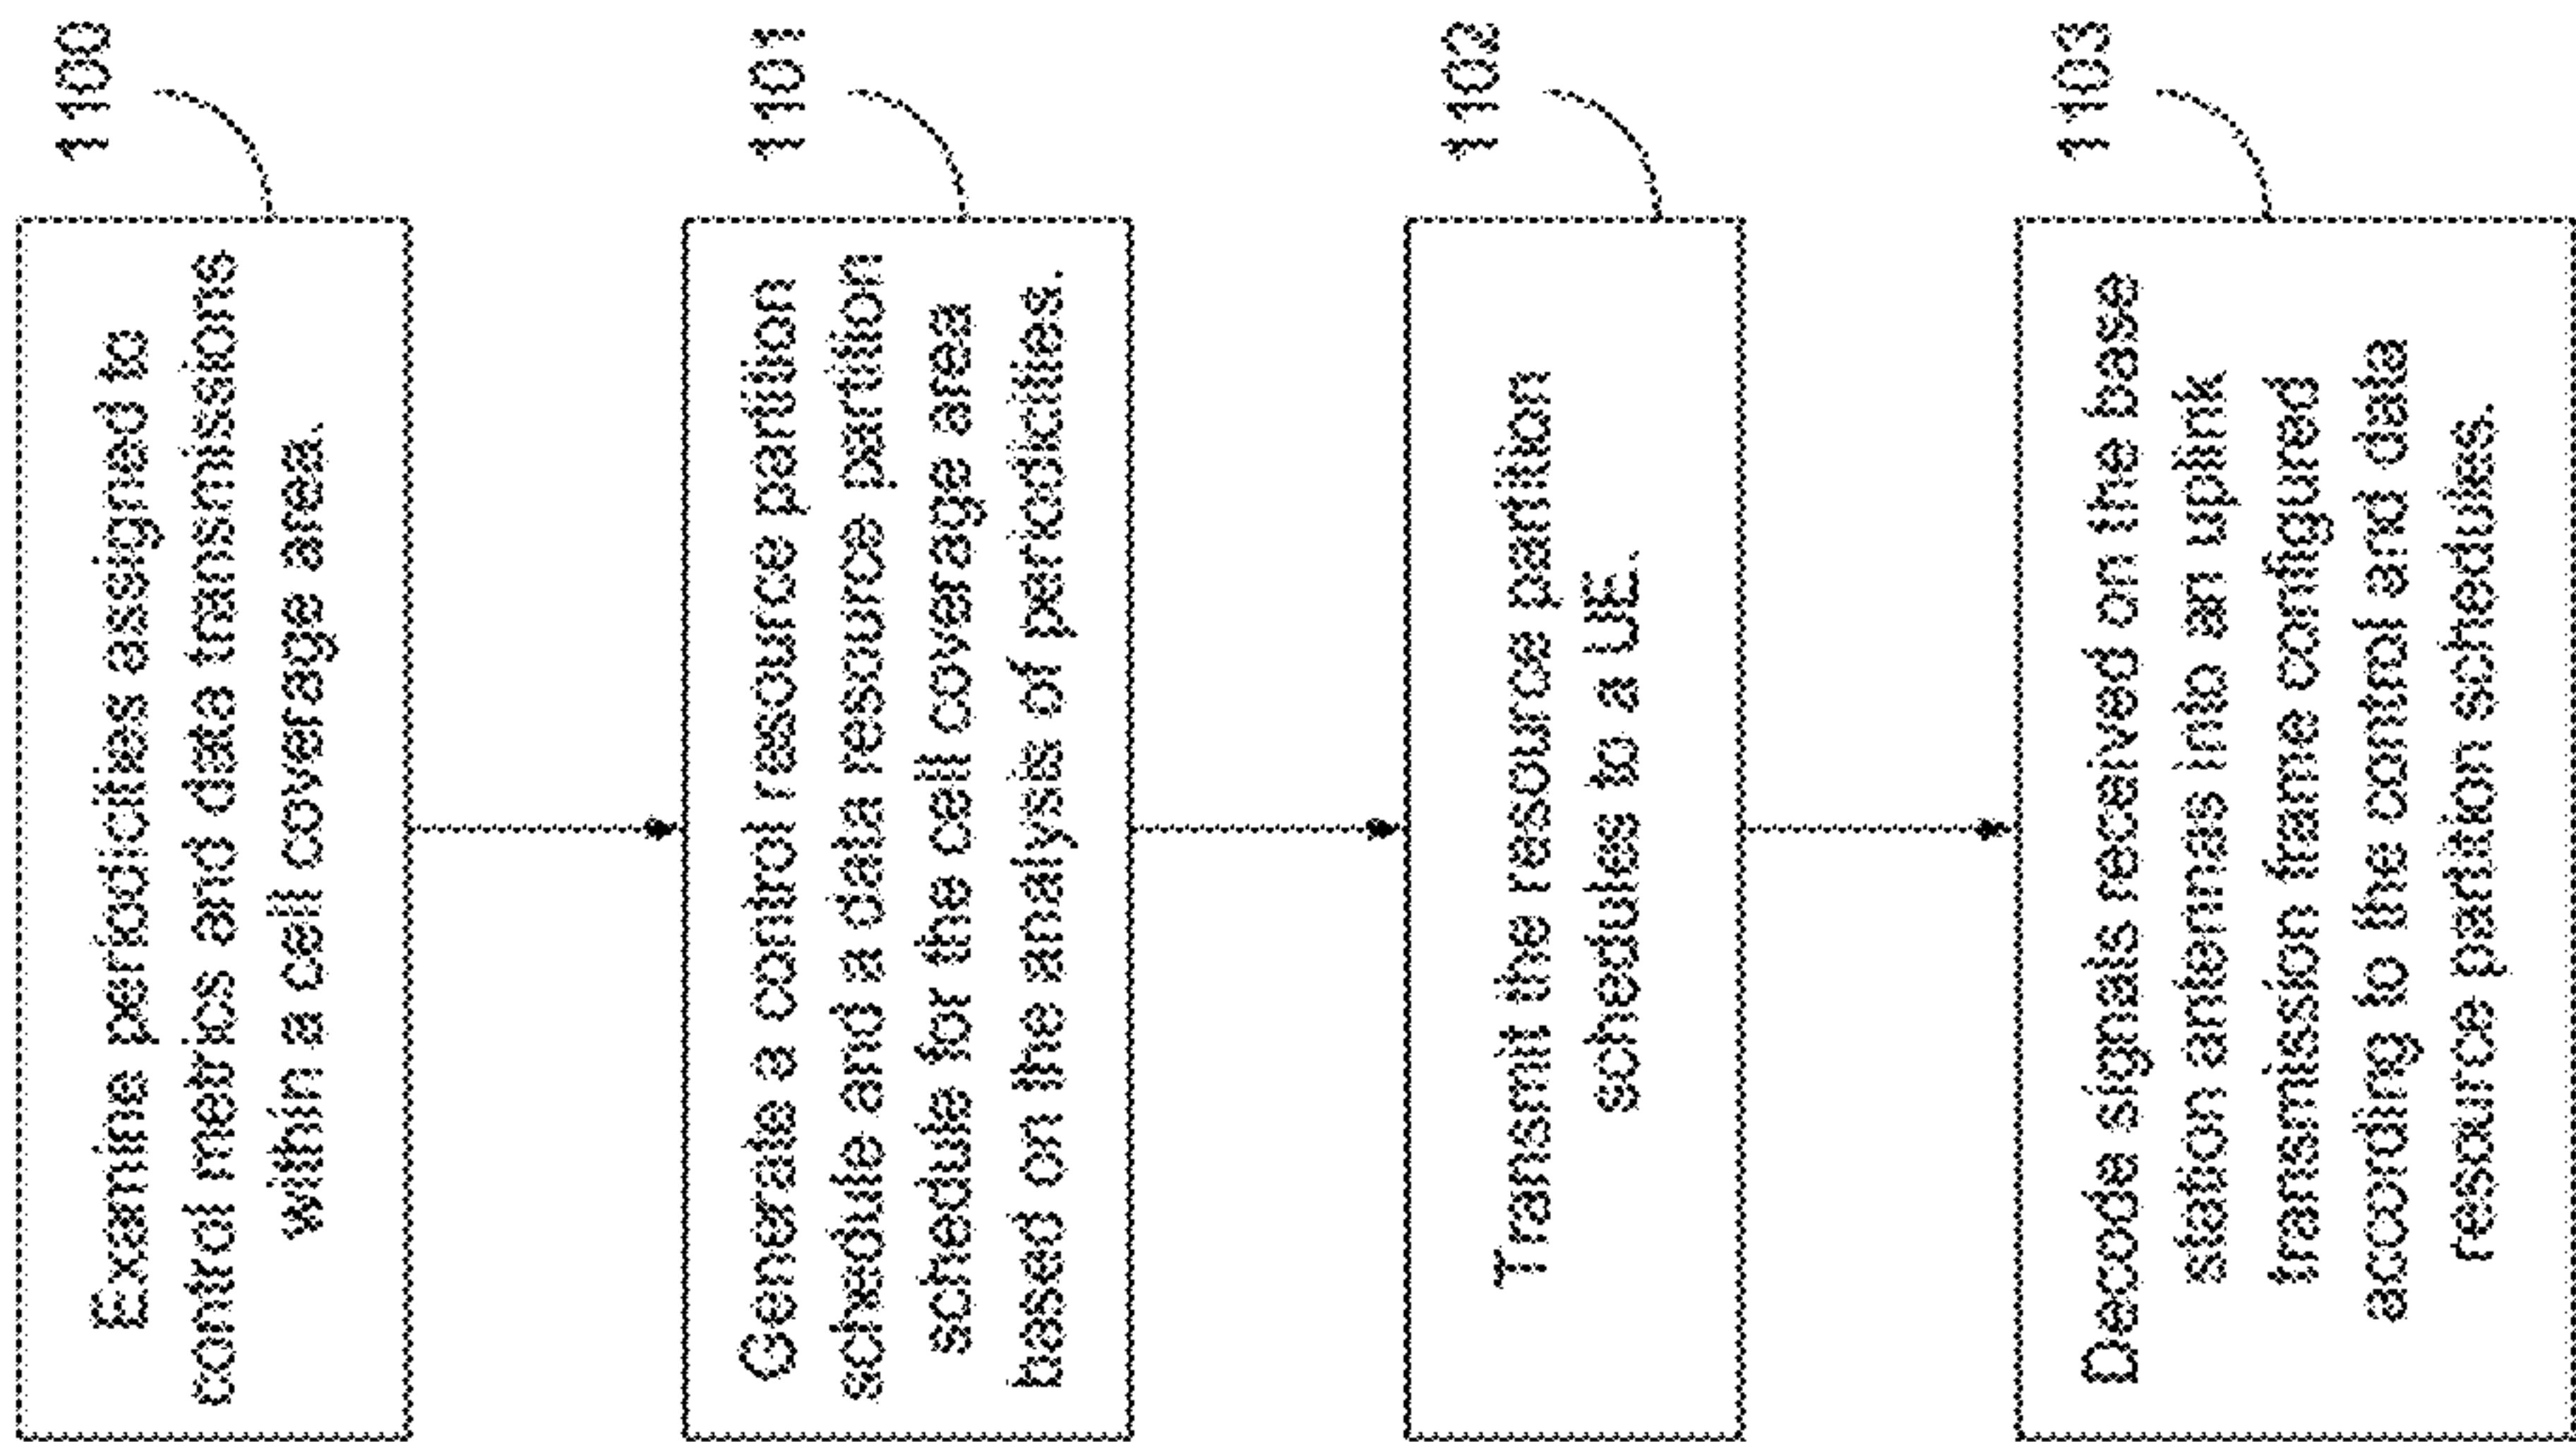 1100
Examine periodicities assigned to
control metrics and data transmissions
within a cell coverage area.
1101
Generate a control resource partition
schedule and a data resource partition
schedule for the cell coverage area
based on the analysis of periodicities.
1102
Transmit the resource partition
schedules to a UE.
1103
Decode signals received on the base
station antennas into an uplink
transmission frame configured
according to the control and data
resource partition schedules.